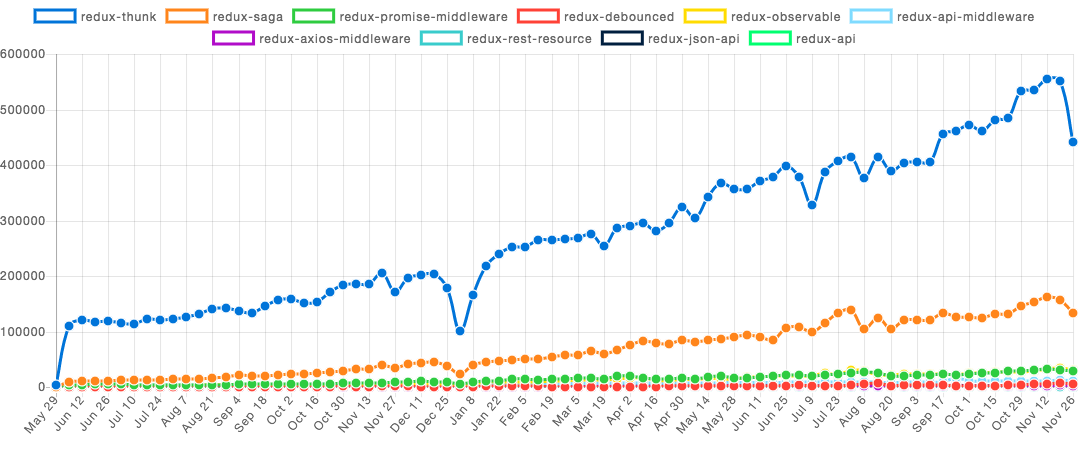 redux-thunk redux-saga redux-promise-middleware redux-debounced redux-observable redux-api-middleware
redux-axios-middleware redux-rest-resource redux-json-api redux-api
600000
500000
400000
300000
200000
100000
0
May 29 Jun 12 Jun 26 Jul 10 Jul 24 Aug 7 Aug 21 Sep 4 Sep 18 Oct 2 Oct 16 Oct 30 Nov 13 Nov 27 Dec 11 Dec 25 Jan 8 Jan 22 Feb 5 Feb 19 Mar 5 Mar 19 Apr 2 Apr 16 Apr 30 May 14 May 28 Jun 11 Jun 25 Jul 9 Jul 23 Aug 6 Aug 20 Sep 3 Sep 17 Oct 1 Oct 15 Oct 29 Nov 12 Nov 26